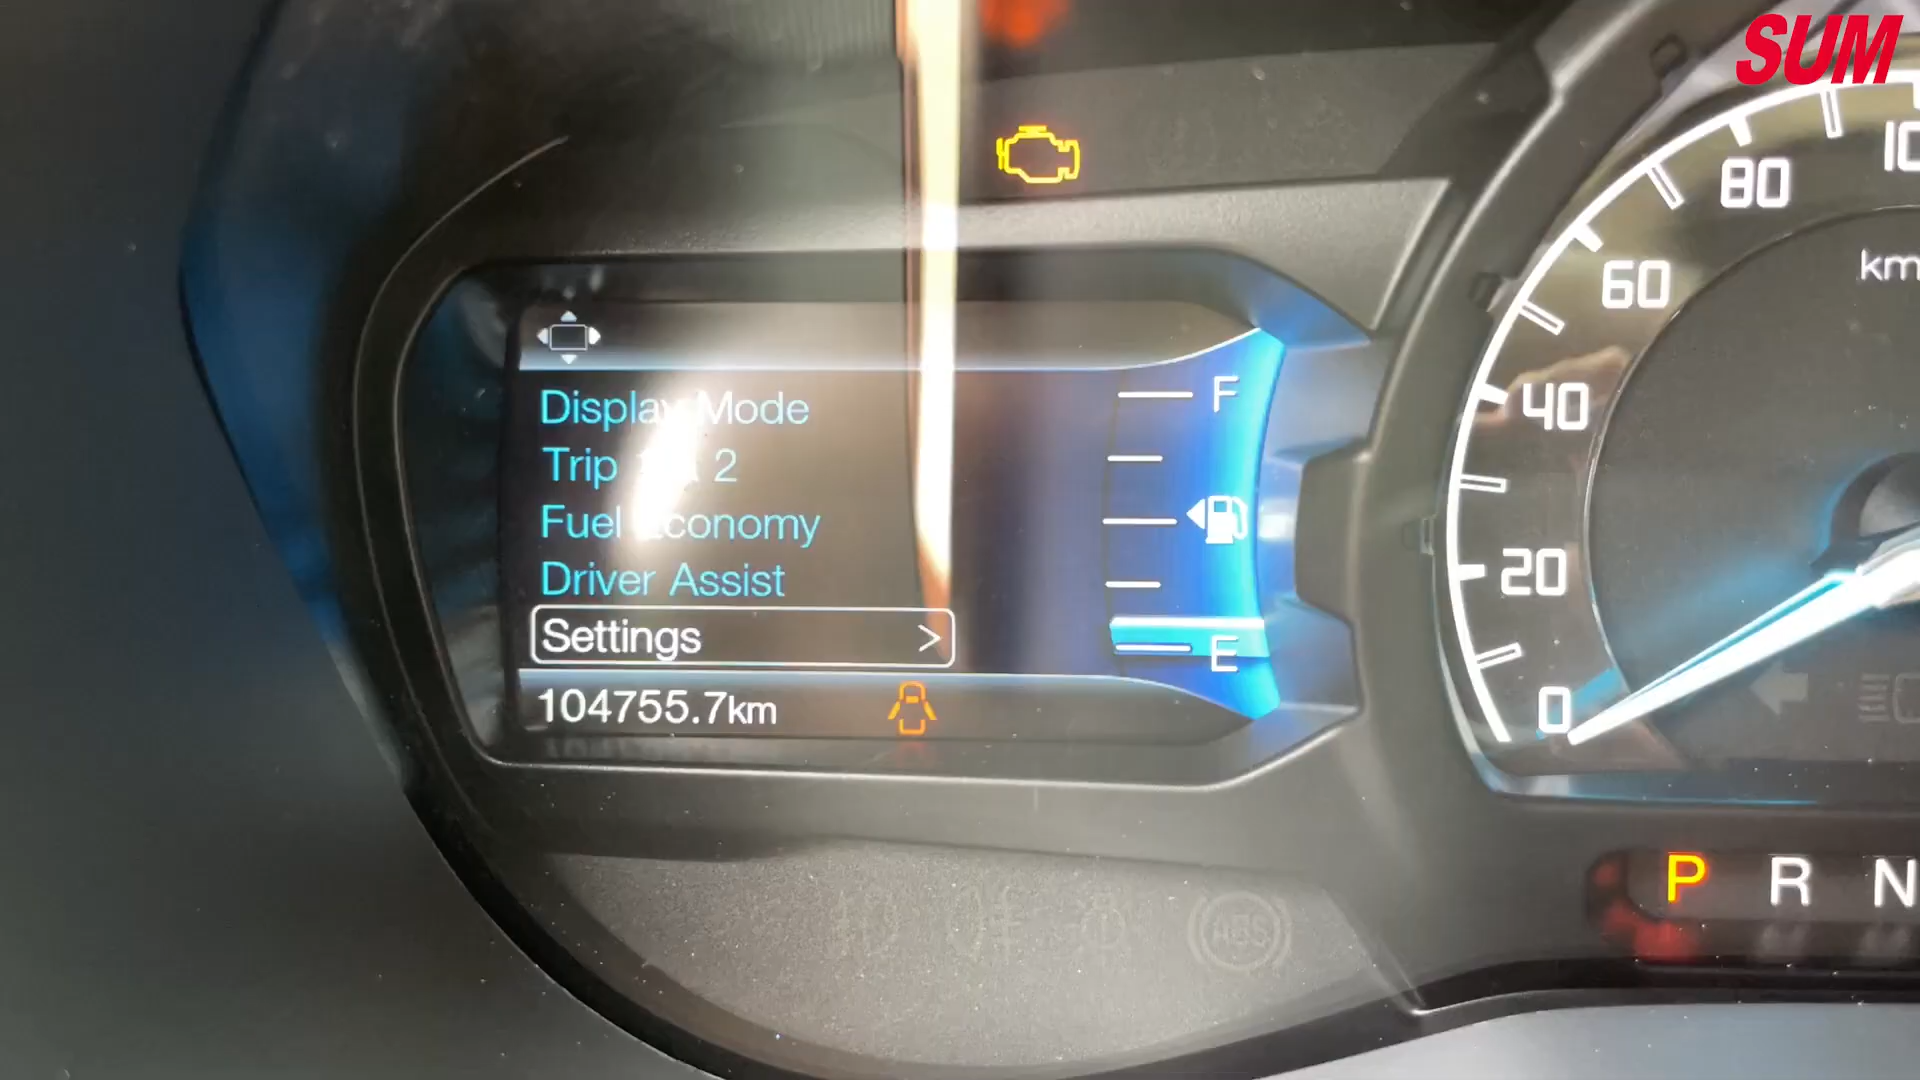 SUM
10
80
km
60
40
20
0
Display Mode
Trip 2
Fuel Economy
Driver Assist
Settings >
104755.7km
F
E
P R N
ABS